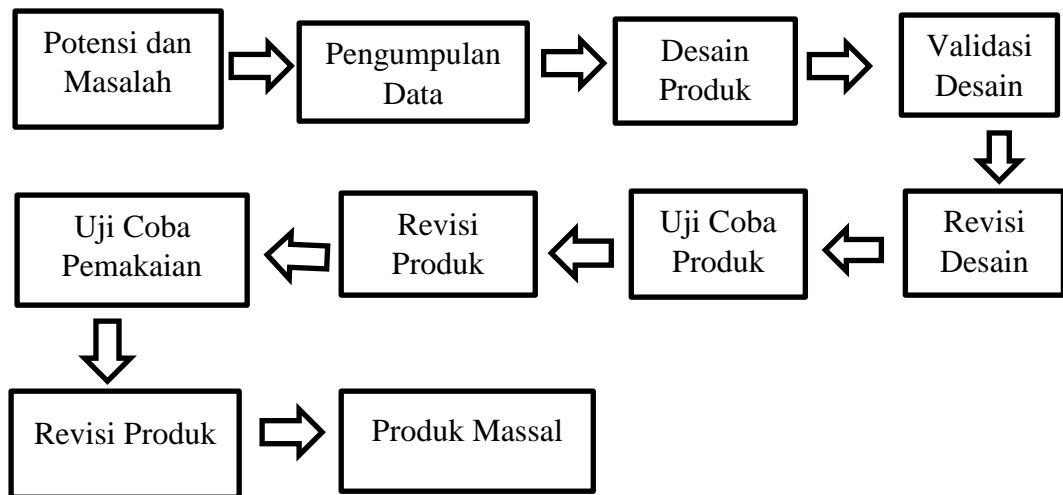 Potensi dan
Masalah
Pengumpulan
Data
Desain
Produk
Validasi
Desain
Revisi
Desain
Uji Coba
Produk
Revisi
Produk
Uji Coba
Pemakaian
Revisi Produk
Produk Massal